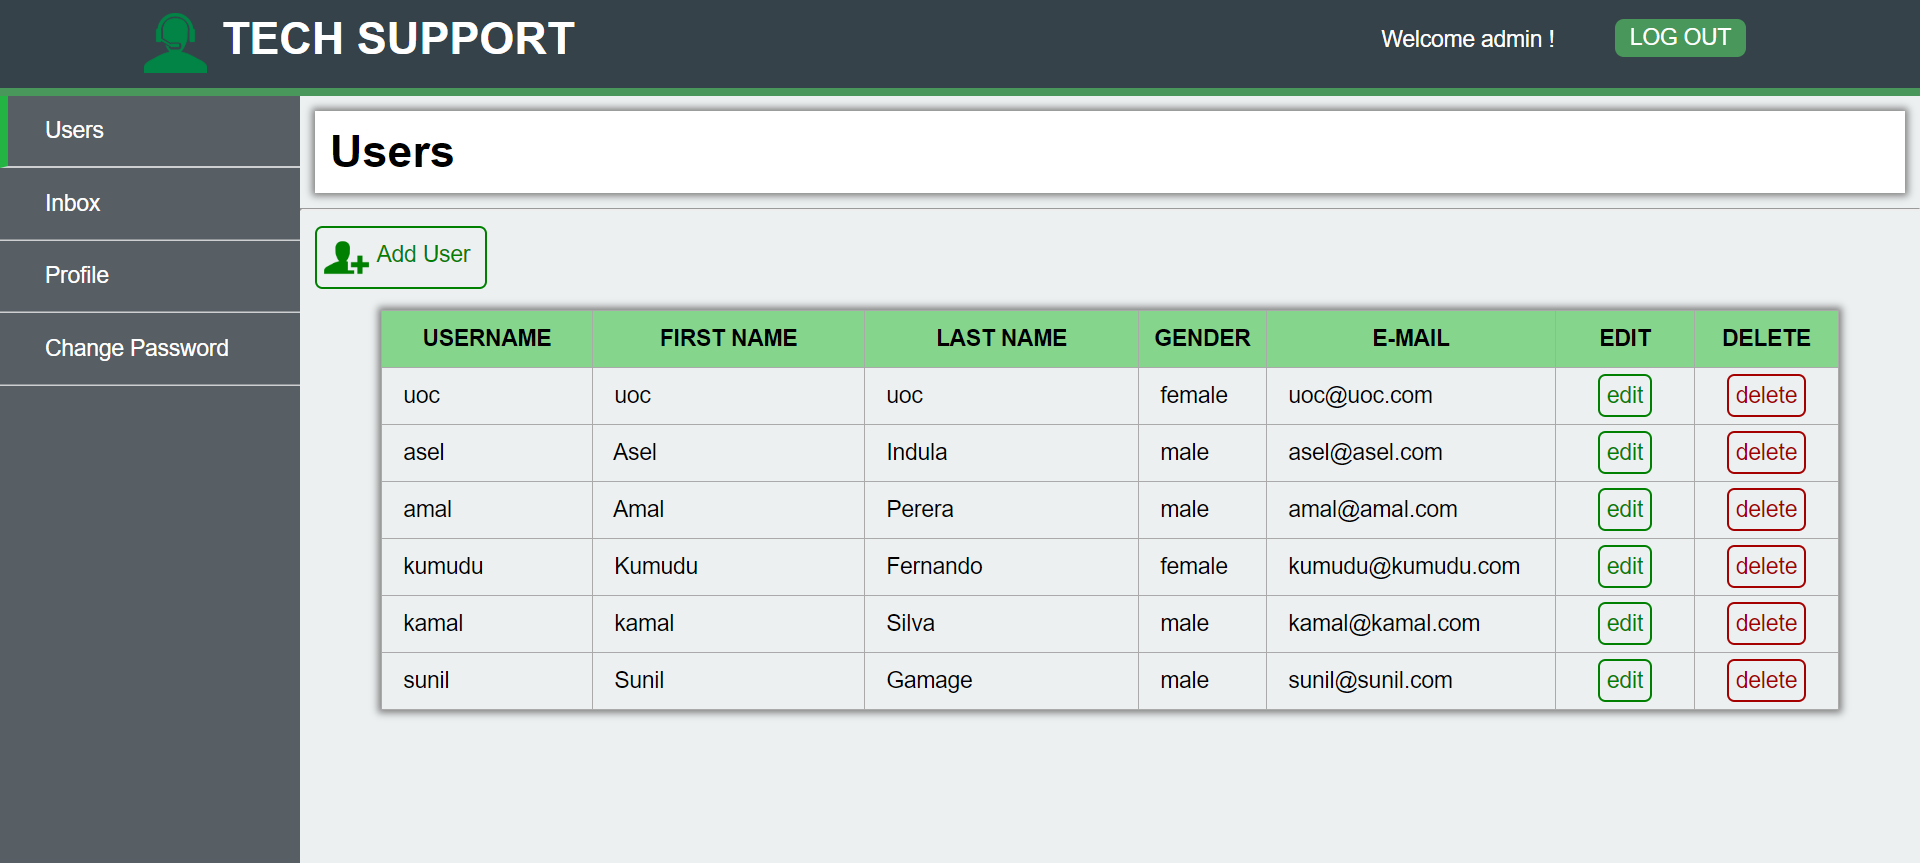 TECH SUPPORT
Welcome admin !
LOG OUT
Users
Inbox
Profile
Change Password
Users
Add User
USERNAME FIRST NAME LAST NAME GENDER E-MAIL EDIT DELETE
uoc uoc uoc female uoc@uoc.com edit delete
asel Asel Indula male asel@asel.com edit delete
amal Amal Perera male amal@amal.com edit delete
kumudu Kumudu Fernando female kumudu@kumudu.com edit delete
kamal kamal Silva male kamal@kamal.com edit delete
sunil Sunil Gamage male sunil@sunil.com edit delete